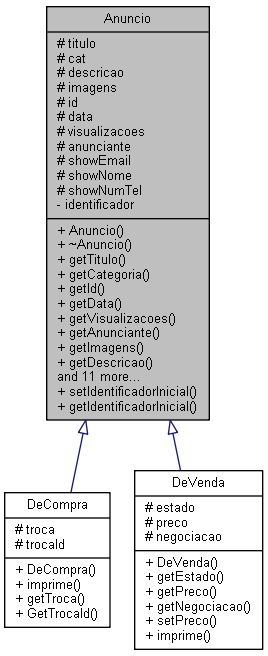 Anuncio
# titulo
# cat
# descricao
# imagens
# id
# data
# visualizacoes
# anunciante
# showEmail
# showNome
# showNumTel
- identificador
+ Anuncio()
+ ~Anuncio()
+ getTitulo()
+ getCategoria()
+ getId()
+ getData()
+ getVisualizacoes()
+ getAnunciante()
+ getImagens()
+ getDescricao()
and 11 more...
+ setIdentificadorInicial()
+ getIdentificadorInicial()
DeCompra
# troca
# trocaId
+ DeCompra()
+ imprime()
+ getTroca()
+ GetTrocaId()
DeVenda
# estado
# preco
# negociacao
+ DeVenda()
+ getEstado()
+ getPreco()
+ getNegociacao()
+ setPreco()
+ imprime()